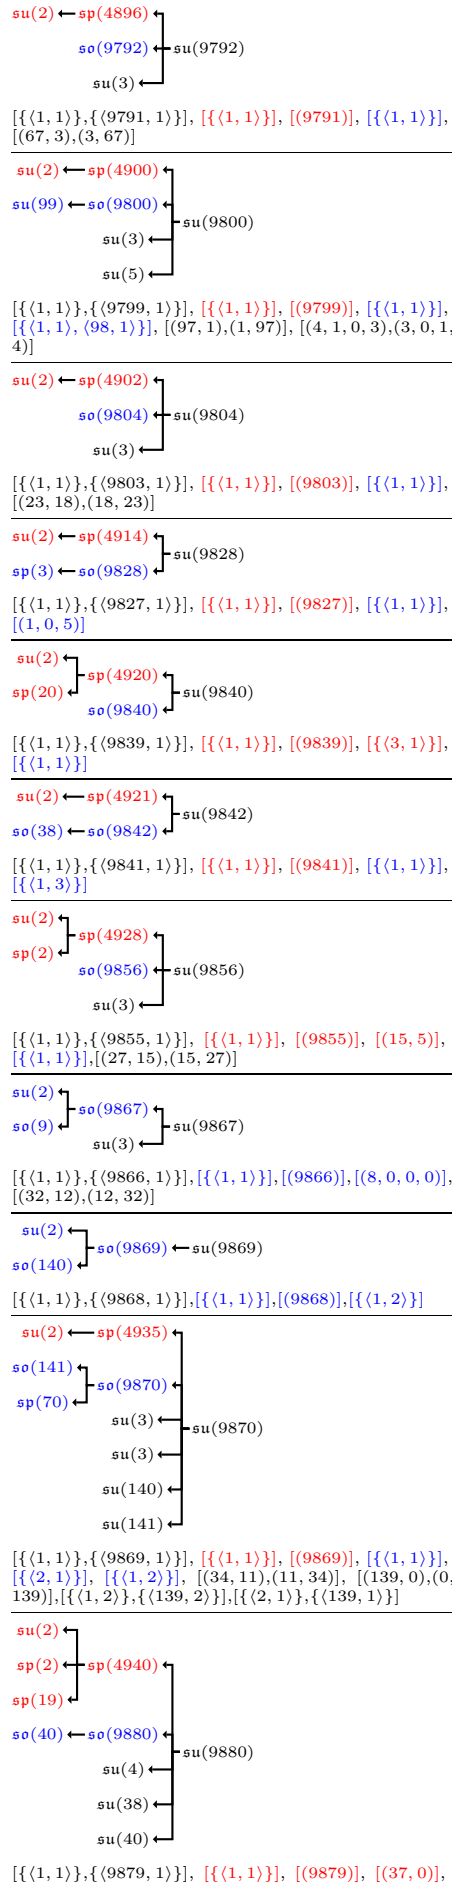 𝔰𝔲(2) 𝔰𝔭(4896)
𝔰𝔬(9792) 𝔰𝔲(9792)
𝔰𝔲(3)
[{⟨1, 1⟩},{⟨9791, 1⟩}], [{⟨1, 1⟩}], [(9791)], [{⟨1, 1⟩}],
[(67, 3),(3, 67)]
𝔰𝔲(2) 𝔰𝔭(4900)
𝔰𝔲(99) 𝔰𝔬(9800)
𝔰𝔲(9800)
𝔰𝔲(3)
𝔰𝔲(5)
[{⟨1, 1⟩},{⟨9799, 1⟩}], [{⟨1, 1⟩}], [(9799)], [{⟨1, 1⟩}],
[{⟨1, 1⟩, ⟨98, 1⟩}], [(97, 1),(1, 97)], [(4, 1, 0, 3),(3, 0, 1,
4)]
𝔰𝔲(2) 𝔰𝔭(4902)
𝔰𝔬(9804) 𝔰𝔲(9804)
𝔰𝔲(3)
[{⟨1, 1⟩},{⟨9803, 1⟩}], [{⟨1, 1⟩}], [(9803)], [{⟨1, 1⟩}],
[(23, 18),(18, 23)]
𝔰𝔲(2) 𝔰𝔭(4914)
𝔰𝔲(9828)
𝔰𝔭(3) 𝔰𝔬(9828)
[{⟨1, 1⟩},{⟨9827, 1⟩}], [{⟨1, 1⟩}], [(9827)], [{⟨1, 1⟩}],
[(1, 0, 5)]
𝔰𝔲(2)
𝔰𝔭(4920)
𝔰𝔭(20) 𝔰𝔲(9840)
𝔰𝔬(9840)
[{⟨1, 1⟩},{⟨9839, 1⟩}], [{⟨1, 1⟩}], [(9839)], [{⟨3, 1⟩}],
[{⟨1, 1⟩}]
𝔰𝔲(2) 𝔰𝔭(4921)
𝔰𝔲(9842)
𝔰𝔬(38) 𝔰𝔬(9842)
[{⟨1, 1⟩},{⟨9841, 1⟩}], [{⟨1, 1⟩}], [(9841)], [{⟨1, 1⟩}],
[{⟨1, 3⟩}]
𝔰𝔲(2)
𝔰𝔭(4928)
𝔰𝔭(2)
𝔰𝔬(9856) 𝔰𝔲(9856)
𝔰𝔲(3)
[{⟨1, 1⟩},{⟨9855, 1⟩}], [{⟨1, 1⟩}], [(9855)], [(15, 5)],
[{⟨1, 1⟩}],[(27, 15),(15, 27)]
𝔰𝔲(2)
𝔰𝔬(9867)
𝔰𝔬(9) 𝔰𝔲(9867)
𝔰𝔲(3)
[{⟨1, 1⟩},{⟨9866, 1⟩}],[{⟨1, 1⟩}],[(9866)],[(8, 0, 0, 0)],
[(32, 12),(12, 32)]
𝔰𝔲(2)
𝔰𝔬(9869) 𝔰𝔲(9869)
𝔰𝔬(140)
[{⟨1, 1⟩},{⟨9868, 1⟩}],[{⟨1, 1⟩}],[(9868)],[{⟨1, 2⟩}]
𝔰𝔲(2) 𝔰𝔭(4935)
𝔰𝔬(141)
𝔰𝔬(9870)
𝔰𝔭(70)
𝔰𝔲(3)
𝔰𝔲(9870)
𝔰𝔲(3)
𝔰𝔲(140)
𝔰𝔲(141)
[{⟨1, 1⟩},{⟨9869, 1⟩}], [{⟨1, 1⟩}], [(9869)], [{⟨1, 1⟩}],
[{⟨2, 1⟩}], [{⟨1, 2⟩}], [(34, 11),(11, 34)], [(139, 0),(0,
139)],[{⟨1, 2⟩},{⟨139, 2⟩}],[{⟨2, 1⟩},{⟨139, 1⟩}]
𝔰𝔲(2)
𝔰𝔭(2) 𝔰𝔭(4940)
𝔰𝔭(19)
𝔰𝔬(40) 𝔰𝔬(9880)
𝔰𝔲(9880)
𝔰𝔲(4)
𝔰𝔲(38)
𝔰𝔲(40)
[{⟨1, 1⟩},{⟨9879, 1⟩}], [{⟨1, 1⟩}], [(9879)], [(37, 0)],